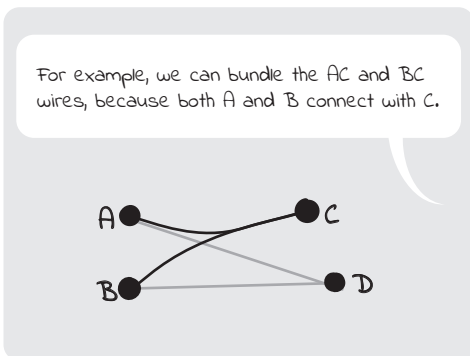 For example, we can bundle the AC and BC
wires, because both A and B connect with C.
A
C
B
D